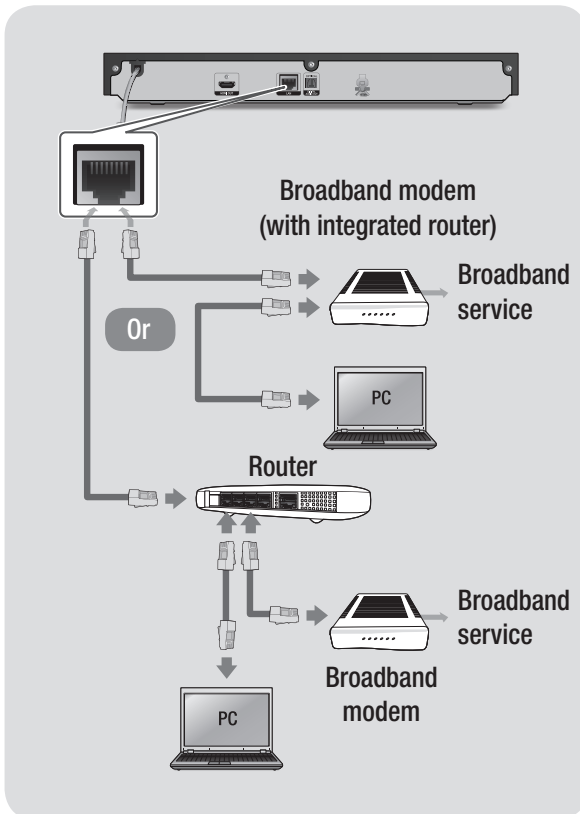 Broadband modem
(with integrated router)
Broadband
service
Or
PC
Router
Broadband
service
Broadband
modem
PC